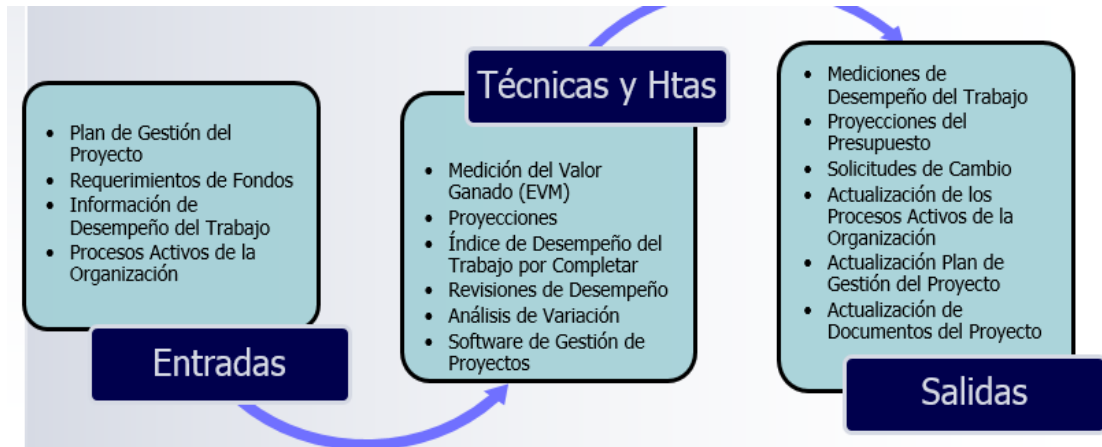 • Plan de Gestión del
Proyecto
• Requerimientos de Fondos
• Información de
Desempeño del Trabajo
• Procesos Activos de la
Organización
Entradas
Técnicas y Htas
• Medición del Valor
Ganado (EVM)
• Proyecciones
• Índice de Desempeño del
Trabajo por Completar
• Revisiones de Desempeño
• Análisis de Variación
• Software de Gestión de
Proyectos
• Mediciones de
Desempeño del Trabajo
• Proyecciones del
Presupuesto
• Solicitudes de Cambio
• Actualización de los
Procesos Activos de la
Organización
• Actualización Plan de
Gestión del Proyecto
• Actualización de
Documentos del Proyecto
Salidas